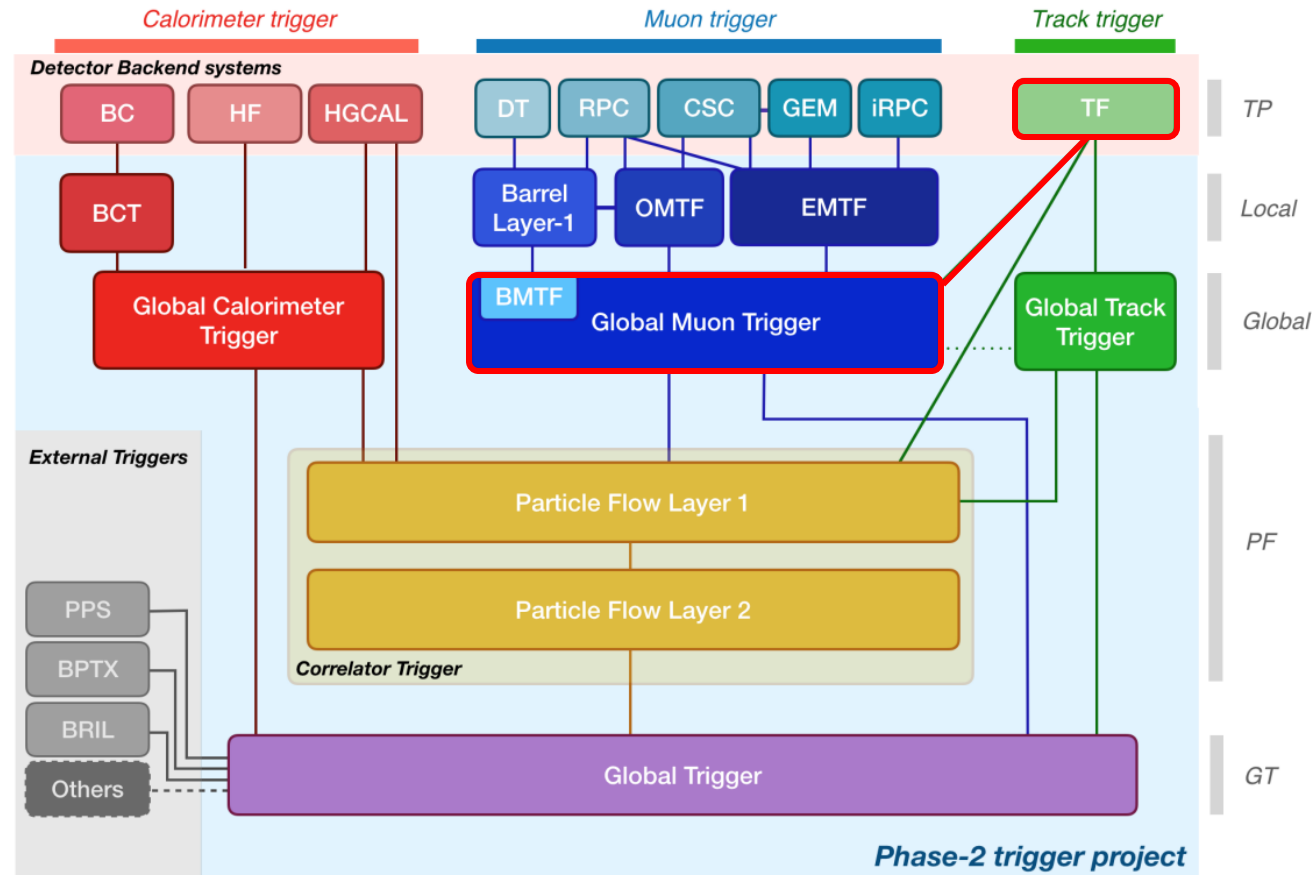 Calorimeter trigger
Muon trigger
Track trigger
Detector Backend systems
BC
HF
HGCAL
DT
RPC
CSC
GEM
iRPC
TF
TP
BCT
Barrel
Layer-1
OMTF
EMTF
Local
Global Calorimeter
Trigger
BMTF
Global Muon Trigger
Global Track
Trigger
Global
External Triggers
Particle Flow Layer 1
PF
Particle Flow Layer 2
Correlator Trigger
PPS
BPTX
BRIL
Others
Global Trigger
GT
Phase-2 trigger project